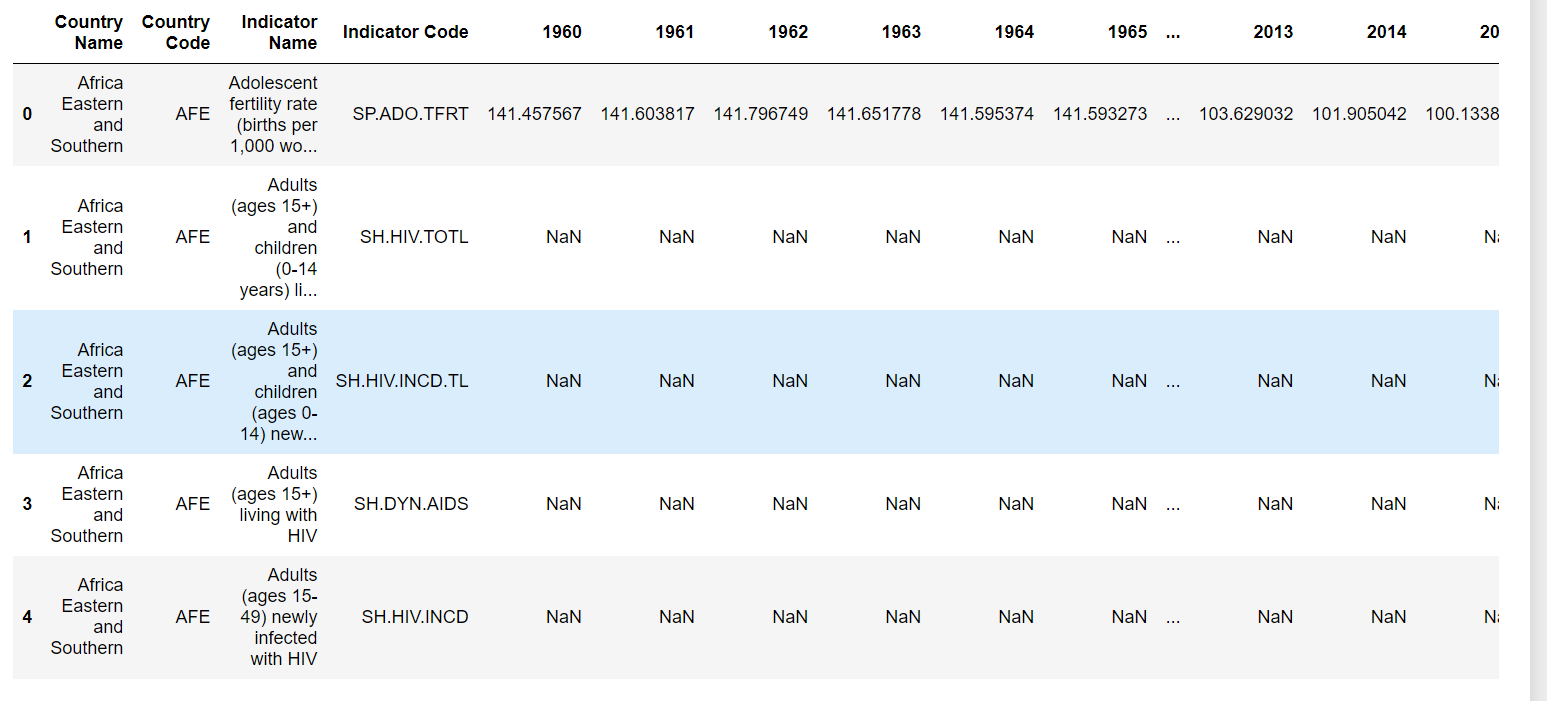 Country
Name
Country
Code
Indicator
Name
Indicator Code 1960 1961 1962 1963 1964 1965 ... 2013 2014 20
0
Africa
Eastern
and
Southern
AFE
Adolescent
fertility rate
(births per
1,000 wo...
SP.ADO.TFRT 141.457567 141.603817 141.796749 141.651778 141.595374 141.593273 ... 103.629032 101.905042 100.1338
1
Africa
Eastern
and
Southern
AFE
Adults
(ages 15+)
and
children
(0-14
years) li...
SH.HIV.TOTL NaN NaN NaN NaN NaN NaN ... NaN NaN
2
Africa
Eastern
and
Southern
AFE
Adults
(ages 15+)
and
children
(ages 0-
14) new...
SH.HIV.INCD.TL NaN NaN NaN NaN NaN NaN ... NaN NaN
3
Africa
Eastern
and
Southern
AFE
Adults
(ages 15+)
living with
HIV
SH.DYN.AIDS NaN NaN NaN NaN NaN NaN ... NaN NaN
4
Africa
Eastern
and
Southern
AFE
Adults
(ages 15-
49) newly
infected
with HIV
SH.HIV.INCD NaN NaN NaN NaN NaN NaN ... NaN NaN